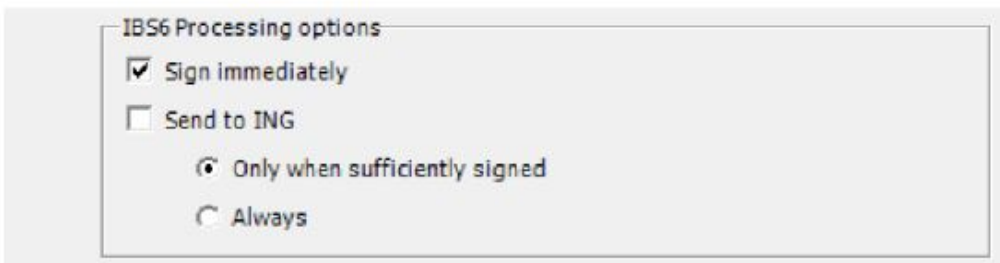 IBS6 Processing options
Sign immediately
Send to ING
Only when sufficiently signed
Always